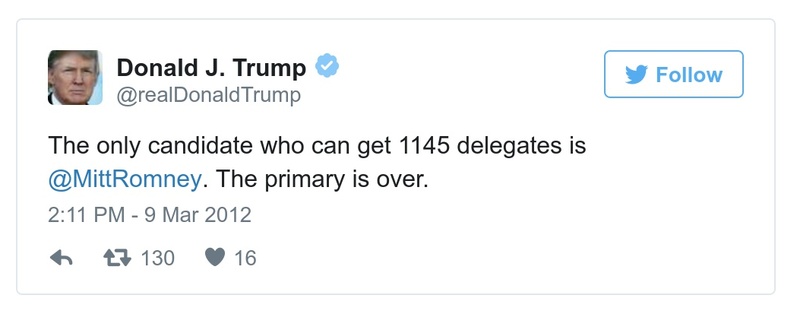 Donald J. Trump
@realDonaldTrump
Follow
The only candidate who can get 1145 delegates is
@MittRomney. The primary is over.
2:11 PM - 9 Mar 2012
130 16